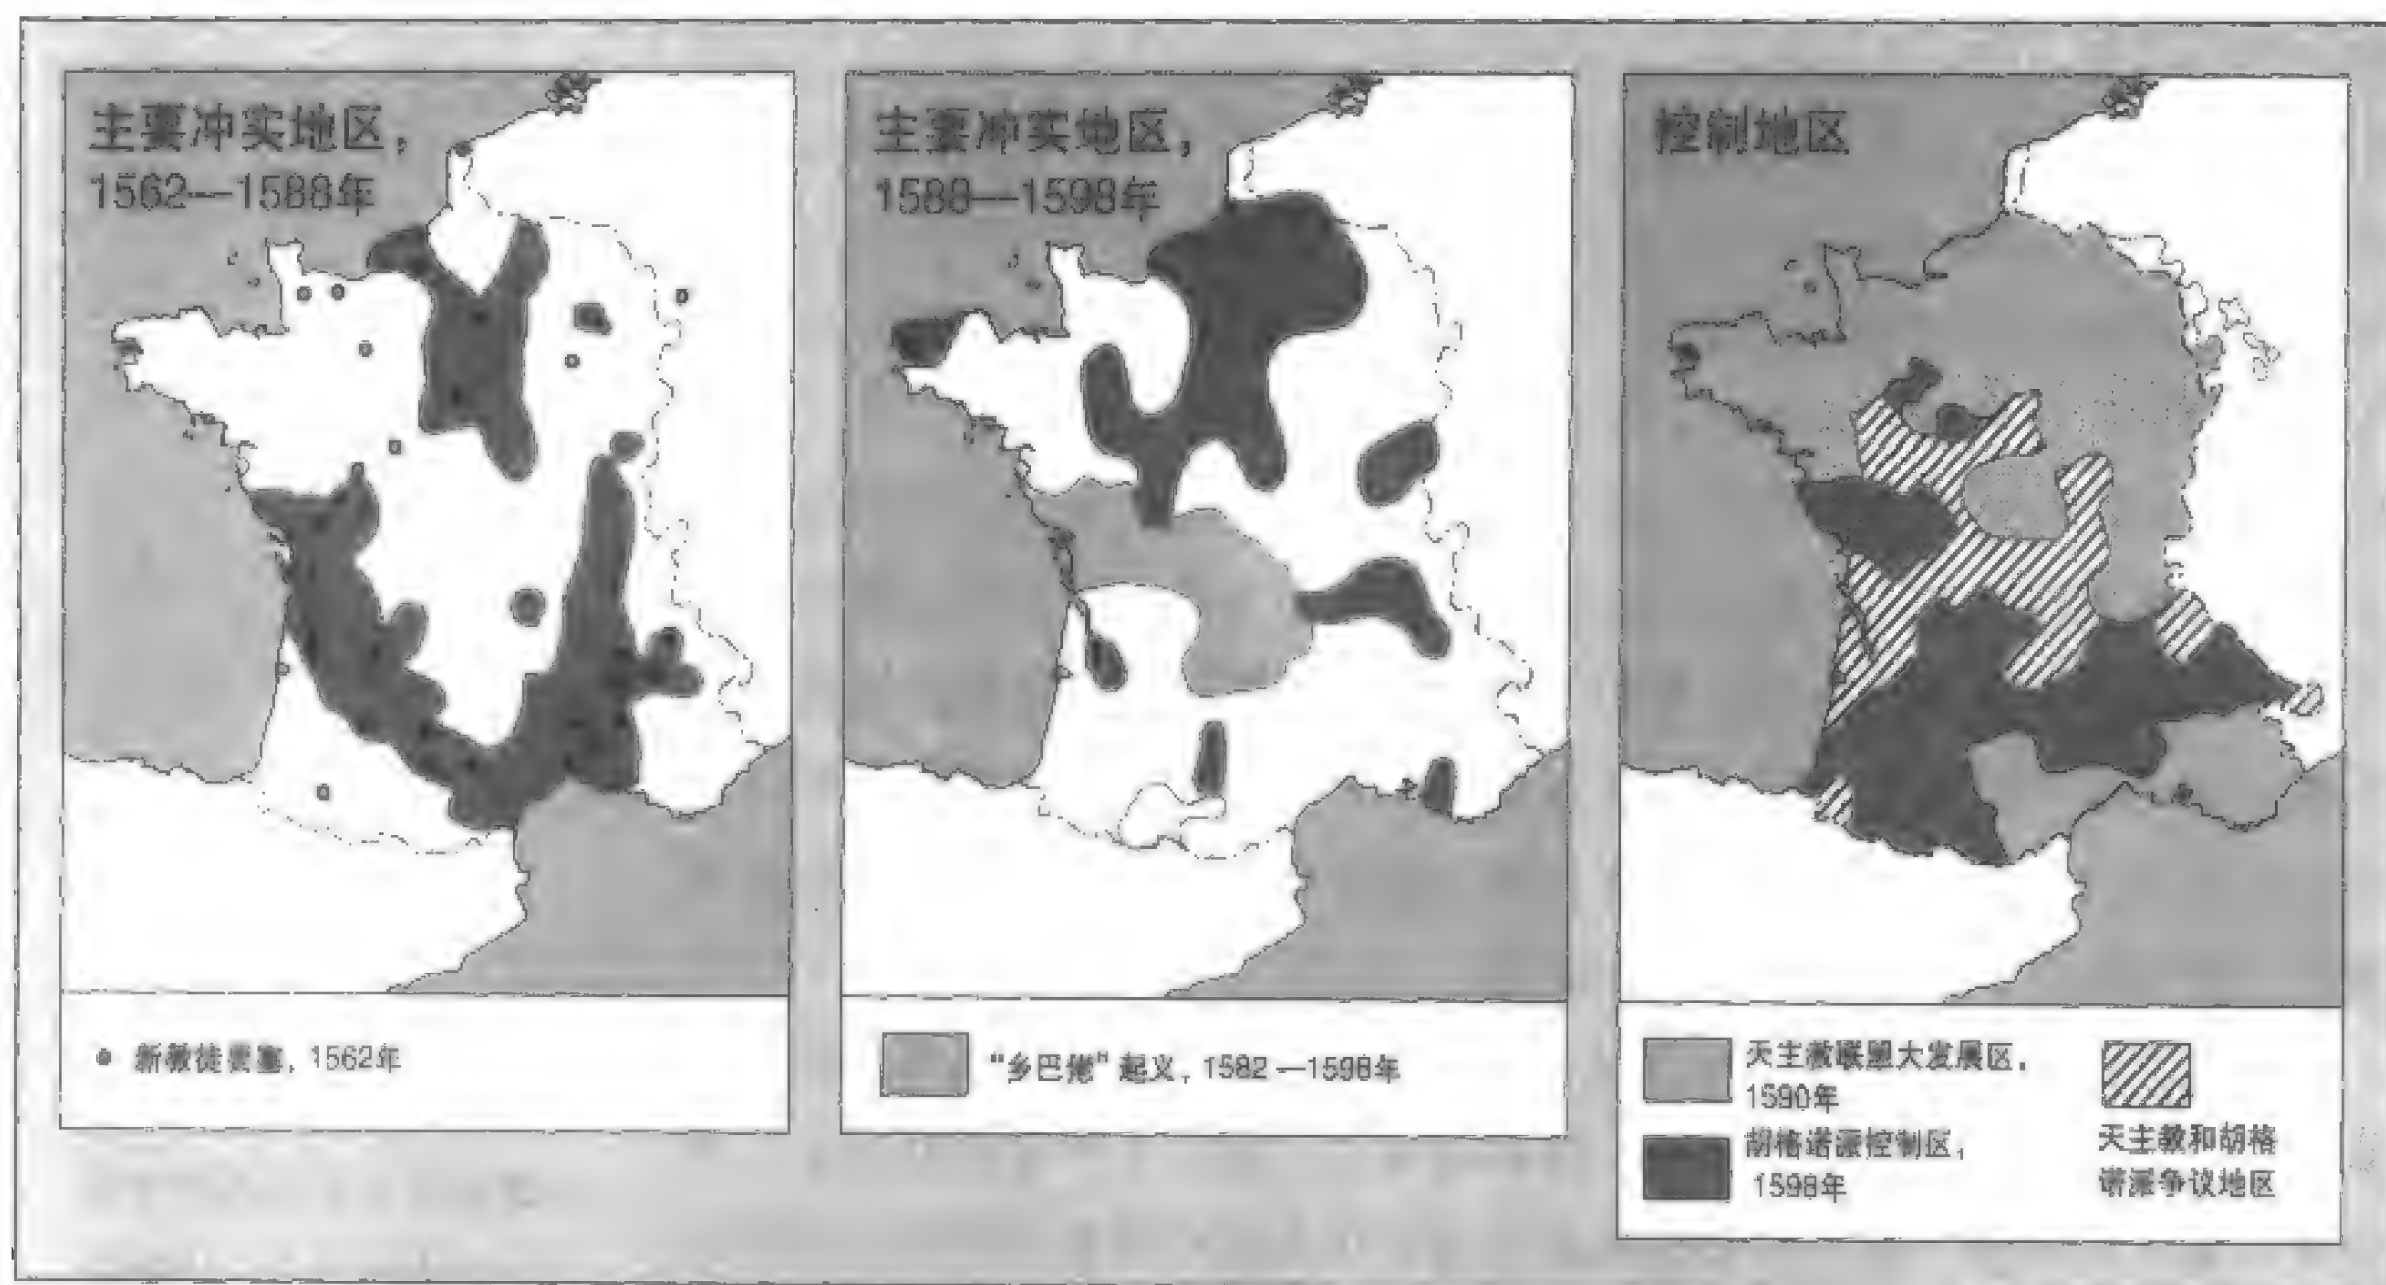 主要冲突地区，
1562—1588年
新教徒要塞，1562年
主要冲突地区，
1588—1598年
“乡巴佬”起义，1582—1598年
控制地区
天主教联盟大发展区，
1590年
胡格诺派控制区，
1598年
天主教和胡格
诺派争议地区